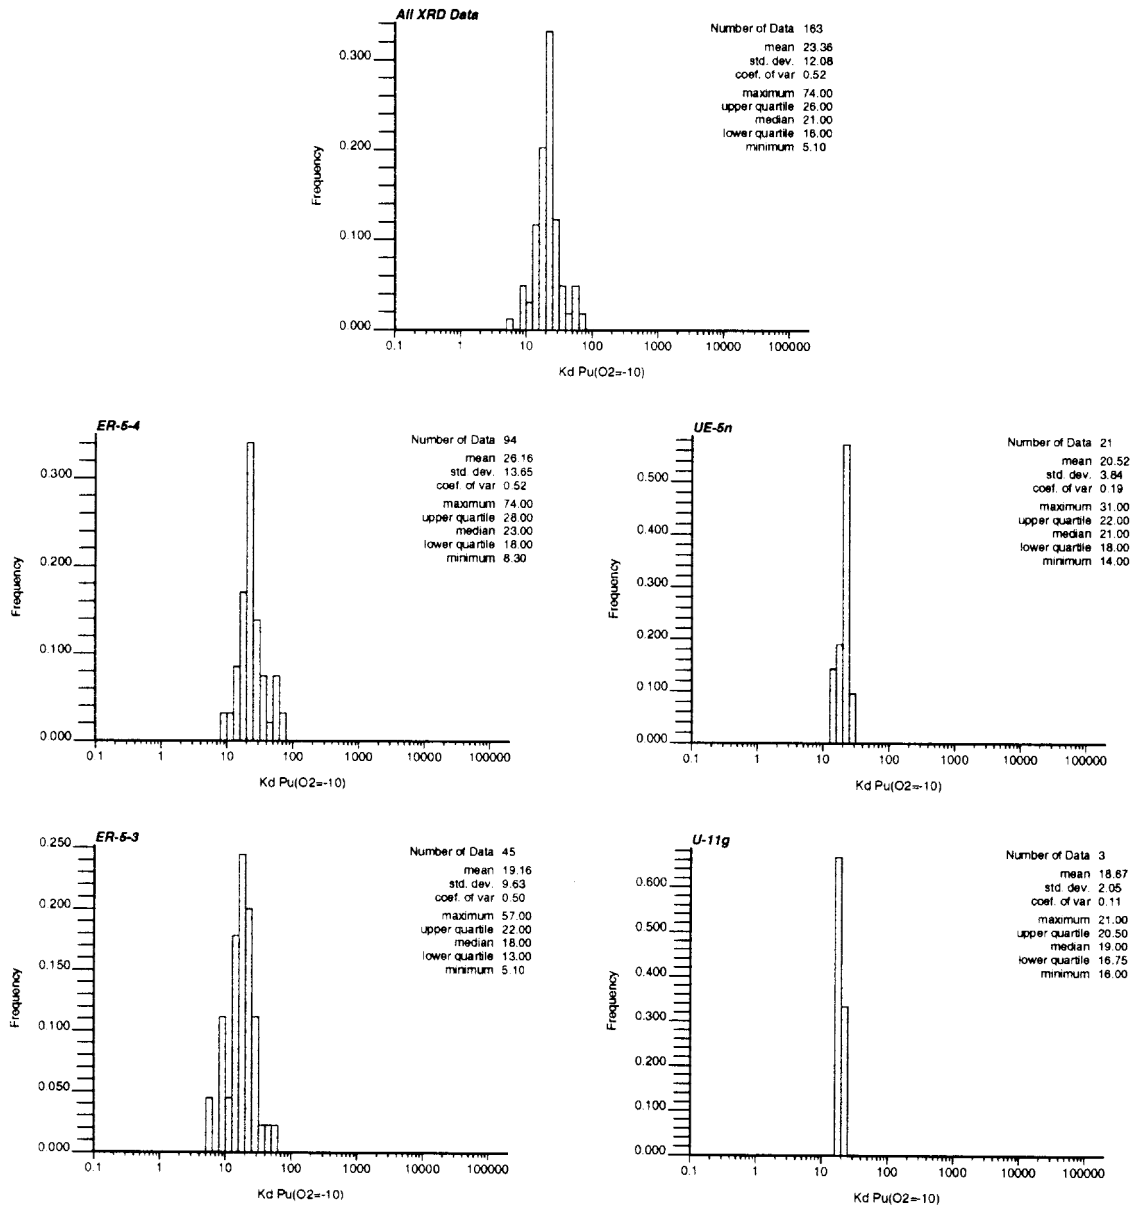 All XRD Data
Number of Data 163
mean 23.36
std. dev. 12.08
coef. of var 0.52
maximum 74.00
upper quartile 26.00
median 21.00
lower quartile 16.00
minimum 5.10
Frequency
0.300
0.200
0.100
0.000
0.1 1 10 100 1000 10000 100000
Kd Pu(O2=-10)
ER-5-4
Number of Data 94
mean 26.16
std. dev. 13.65
coef. of var 0.52
maximum 74.00
upper quartile 28.00
median 23.00
lower quartile 18.00
minimum 8.30
Frequency
0.300
0.200
0.100
0.000
0.1 1 10 100 1000 10000 100000
Kd Pu(O2=-10)
UE-5n
Number of Data 21
mean 20.52
std. dev. 3.84
coef. of var 0.19
maximum 31.00
upper quartile 22.00
median 21.00
lower quartile 18.00
minimum 14.00
Frequency
0.500
0.400
0.300
0.200
0.100
0.000
0.1 1 10 100 1000 10000 100000
Kd Pu(O2=-10)
ER-5-3
Number of Data 45
mean 19.16
std. dev. 9.63
coef. of var 0.50
maximum 57.00
upper quartile 22.00
median 18.00
lower quartile 13.00
minimum 5.10
Frequency
0.250
0.200
0.150
0.100
0.050
0.000
0.1 1 10 100 1000 10000 100000
Kd Pu(O2=-10)
U-11g
Number of Data 3
mean 18.67
std. dev. 2.05
coef. of var 0.11
maximum 21.00
upper quartile 20.50
median 19.00
lower quartile 16.75
minimum 16.00
Frequency
0.600
0.500
0.400
0.300
0.200
0.100
0.000
0.1 1 10 100 1000 10000 100000
Kd Pu(O2=-10)